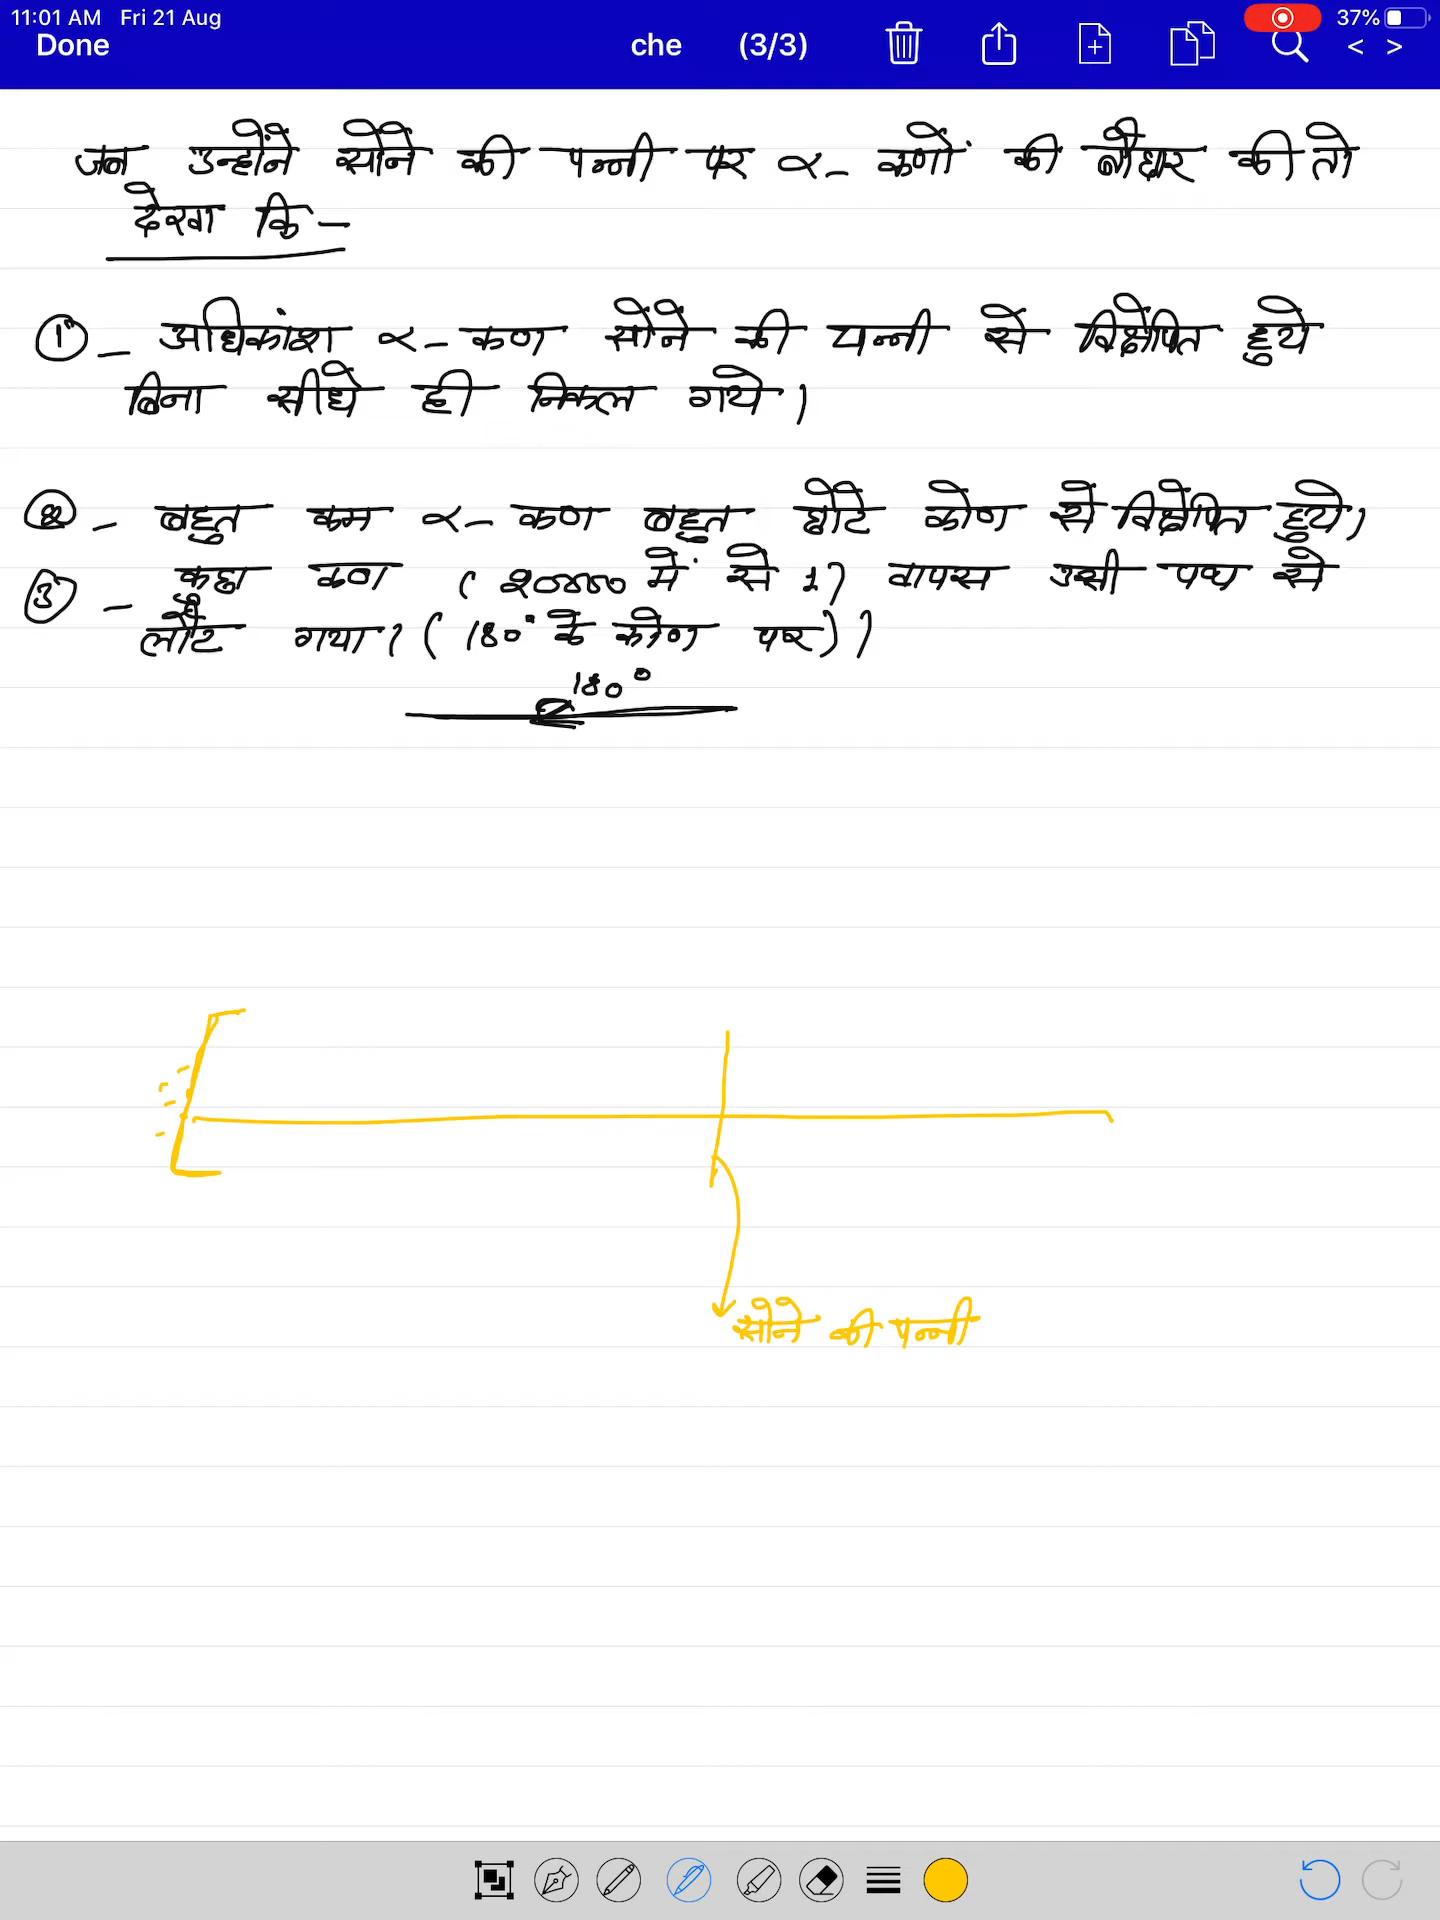 11:01 AM Fri 21 Aug 37%
Done che (3/3) < >
जब उन्होंने सोने की पन्नी पर α- कणों की बौछार की तो
देखा कि -
① - अधिकांश α- कण सोने की पन्नी से विक्षेपित हुये
बिना सीधे ही निकल गये।
② - बहुत कम α- कण बहुत छोटे कोण से विक्षेपित हुये।
③ - कुछ कण (20000 में से 1) वापस उसी पथ से
लौट गया। (180° के कोण पर)।
180°
सोने की पन्नी